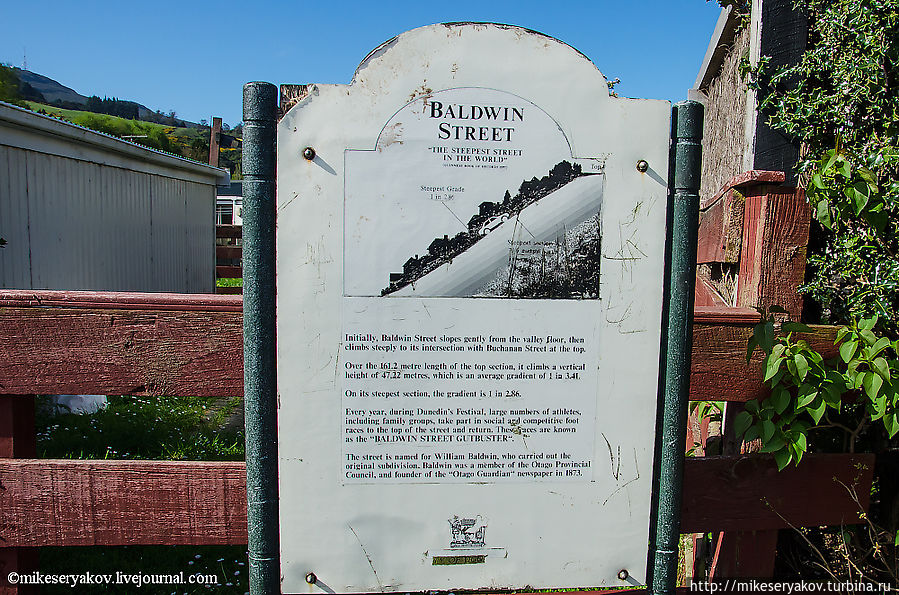 BALDWIN
STREET
"THE STEEPEST STREET
IN THE WORLD"
Top
Steepest Grade
1 in 2.86
Steepest section
Initially, Baldwin Street slopes gently from the valley floor, then
climbs steeply to its intersection with Buchanan Street at the top.
Over the 161.2 metre length of the top section, it climbs a vertical
height of 47.22 metres, which is an average gradient of 1 in 3.41.
On its steepest section, the gradient is 1 in 2.86.
Every year, during Dunedin's Festival, large numbers of athletes,
including family groups, take part in social and competitive foot
races to the top of the street and return. These races are known
as the "BALDWIN STREET GUTBUSTER".
The street is named for William Baldwin, who carried out the
original subdivision. Baldwin was a member of the Otago Provincial
Council, and founder of the "Otago Guardian" newspaper in 1873.
©mikeseryakov.livejournal.com
http://mikeseryakov.turbina.ru